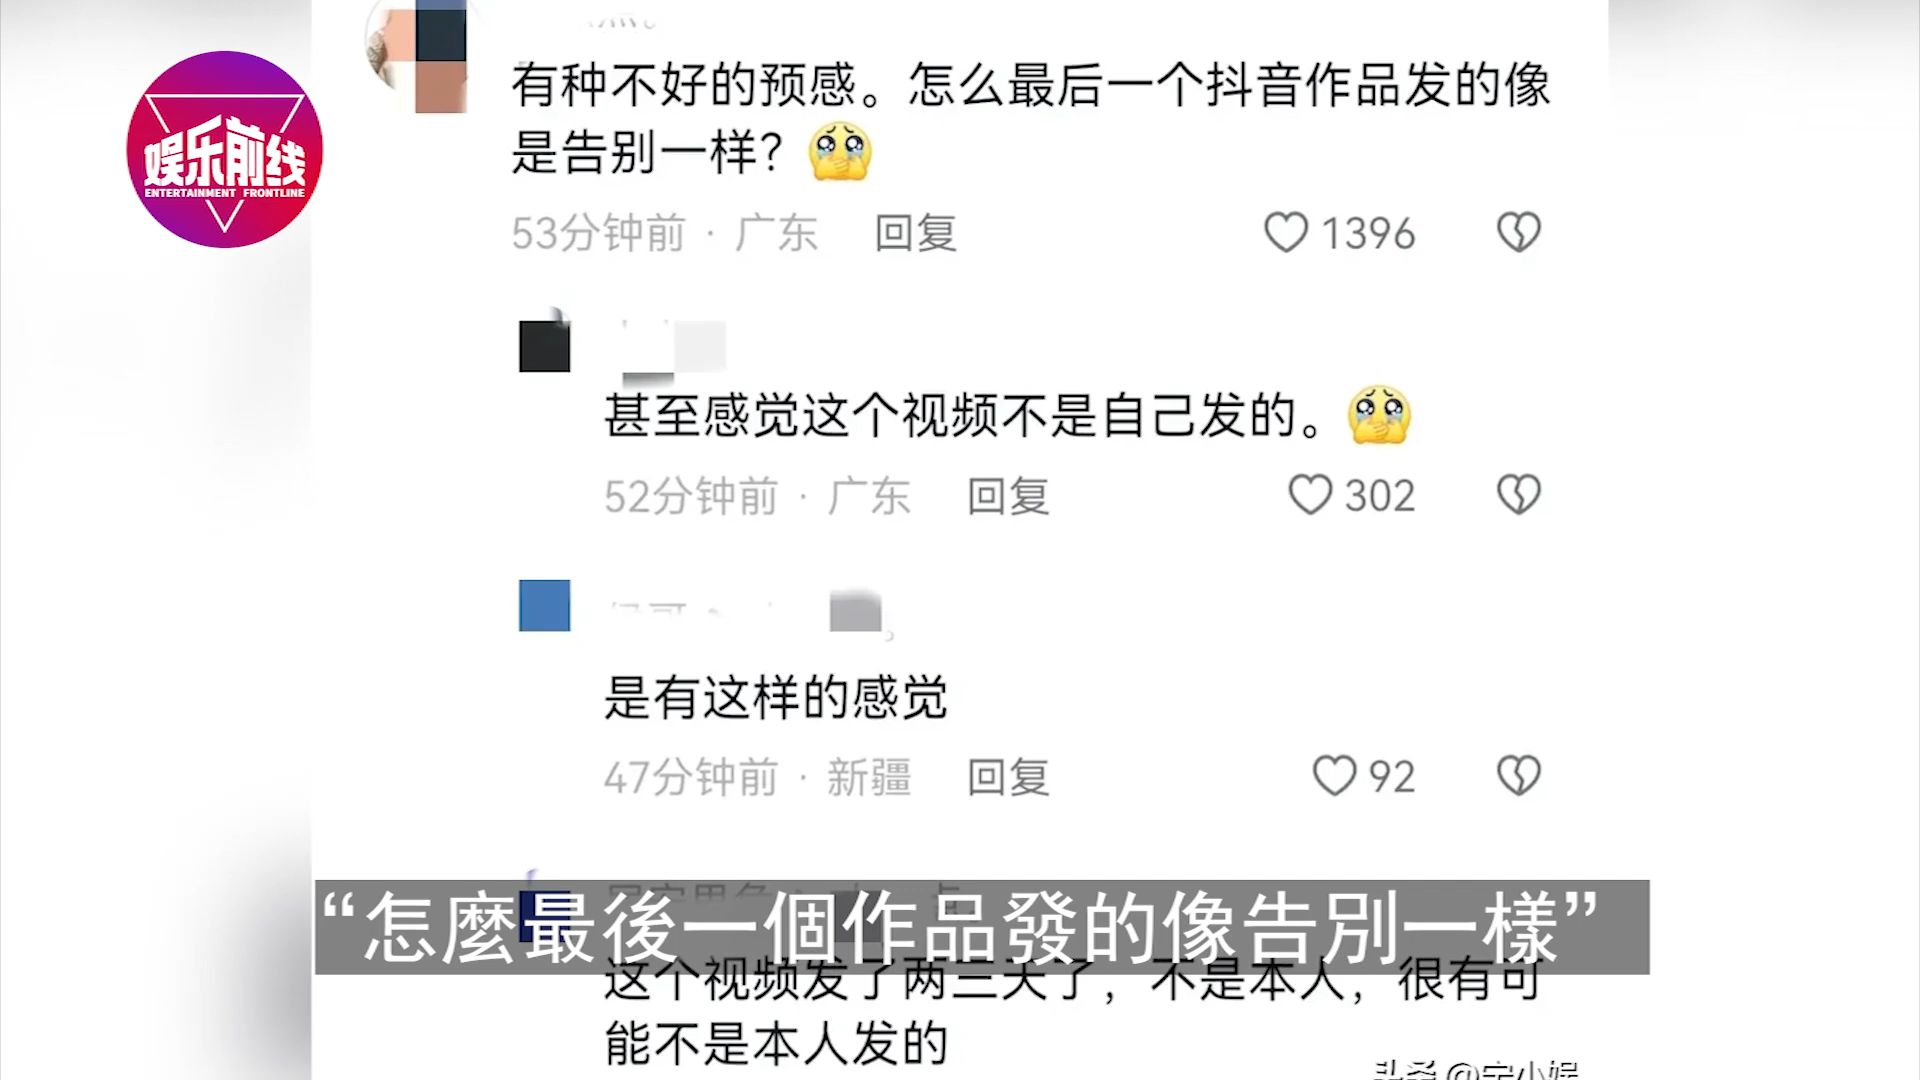 娱乐前线
ENTERTAINMENT FRONTLINE
有种不好的预感。怎么最后一个抖音作品发的像
是告别一样？🥹
53分钟前 · 广东 回复 1396
甚至感觉这个视频不是自己发的。🥹
52分钟前 · 广东 回复 302
是有这样的感觉
47分钟前 · 新疆 回复 92
“怎麼最後一個作品發的像告別一樣”
这个视频发了两三天了，不是本人，很有可
能不是本人发的
头条 @宁小娱